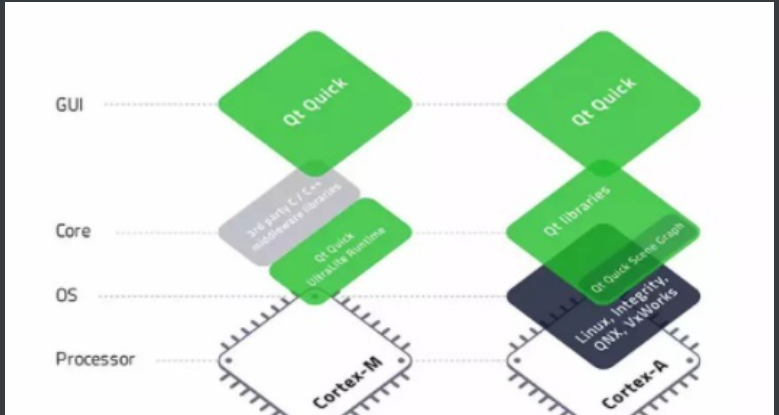 GUI
Qt Quick
Qt Quick
Core
3rd party C / C++
middleware libraries
Qt Quick
UltraLite Runtime
Qt libraries
Qt Quick Scene Graph
OS
Linux, Integrity,
QNX, VxWorks
Processor
Cortex-M
Cortex-A